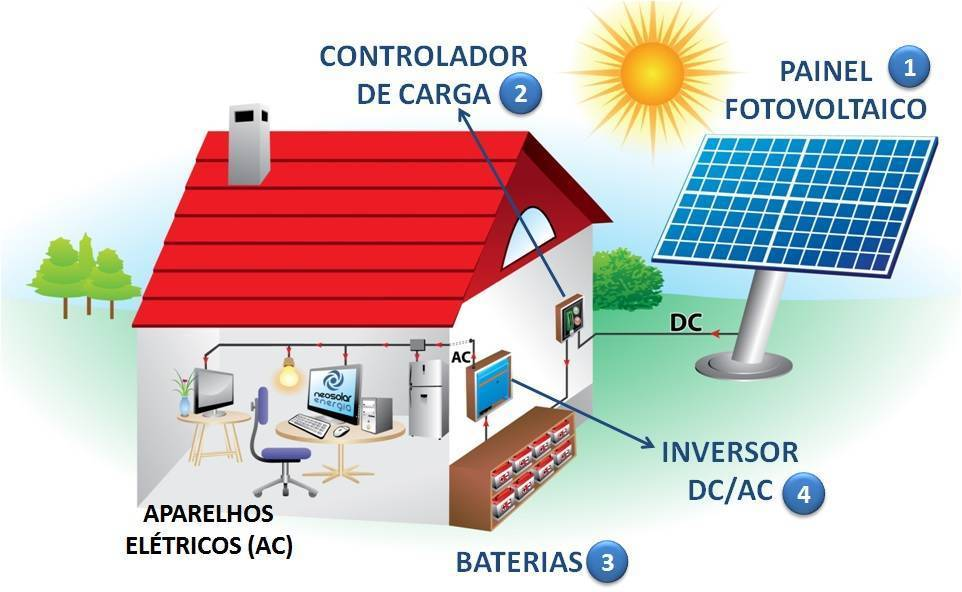 CONTROLADOR
DE CARGA 2
PAINEL 1
FOTOVOLTAICO
DC
AC
neosolar
energia
INVERSOR
DC/AC 4
APARELHOS
ELÉTRICOS (AC)
BATERIAS 3